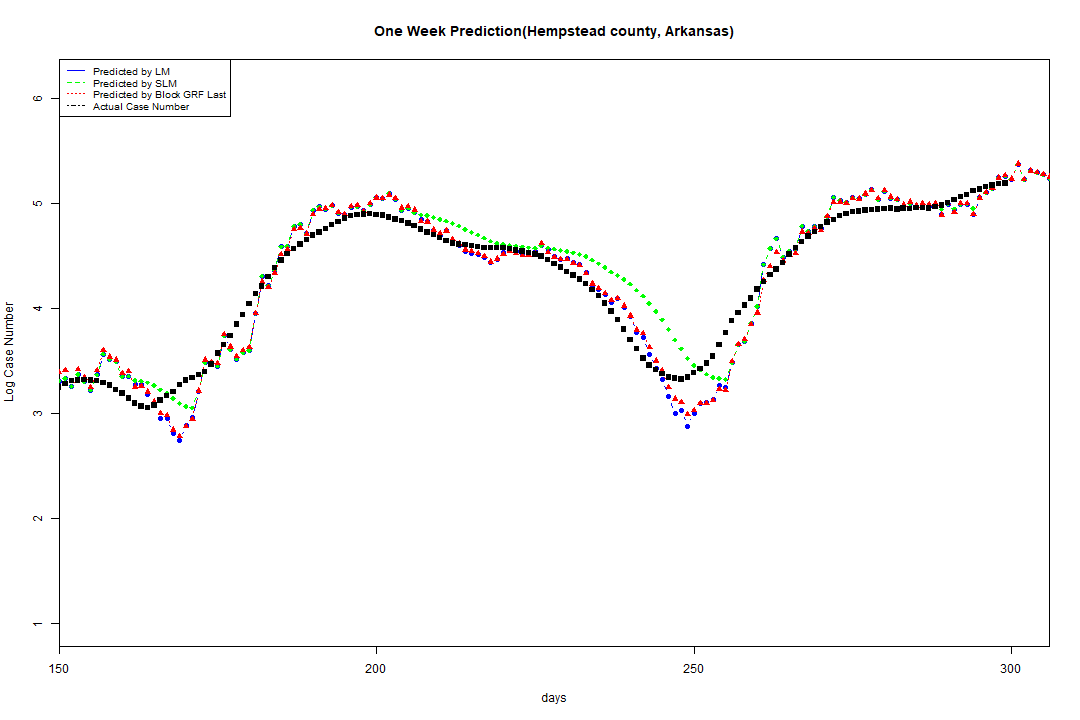 One Week Prediction(Hempstead county, Arkansas)
Predicted by LM
Predicted by SLM
Predicted by Block GRF Last
Actual Case Number
6
5
4
3
2
1
Log Case Number
150 200 250 300
days